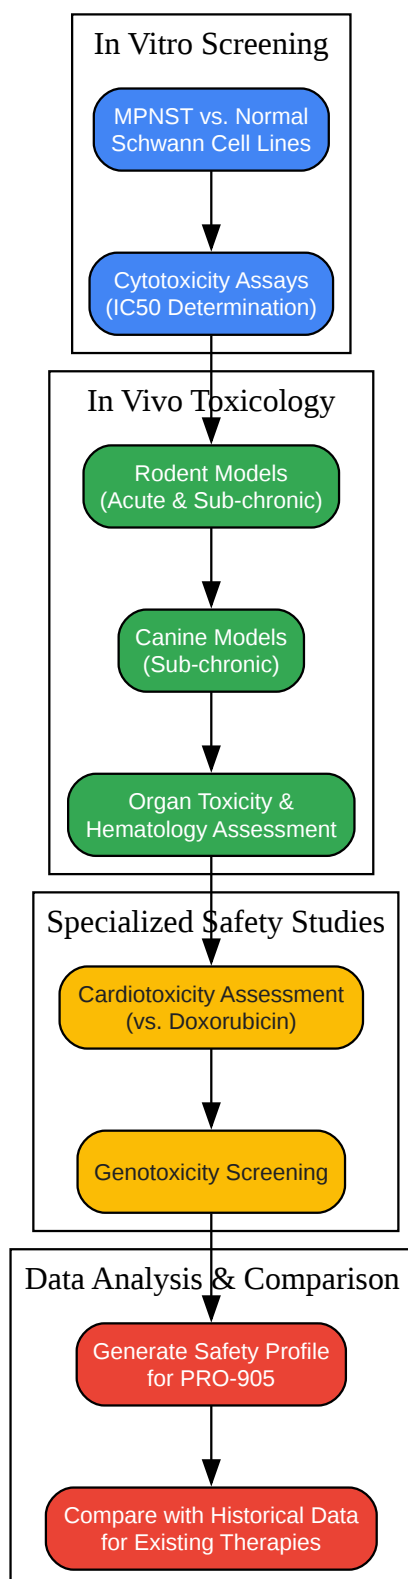 In Vitro Screening
MPNST vs. Normal
Schwann Cell Lines
Cytotoxicity Assays
(IC50 Determination)
In Vivo Toxicology
Rodent Models
(Acute & Sub-chronic)
Canine Models
(Sub-chronic)
Organ Toxicity &
Hematology Assessment
Specialized Safety Studies
Cardiotoxicity Assessment
(vs. Doxorubicin)
Genotoxicity Screening
Data Analysis & Comparison
Generate Safety Profile
for PRO-905
Compare with Historical Data
for Existing Therapies